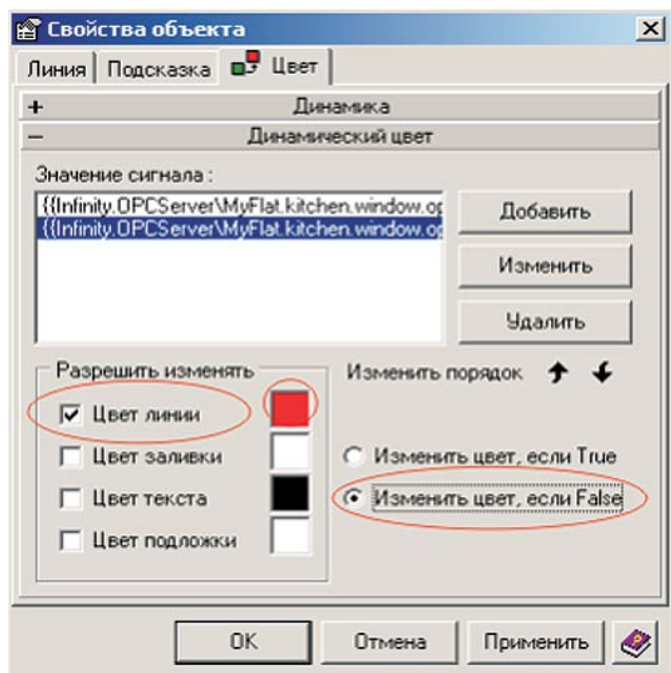 Свойства объекта
Линия Подсказка Цвет
+ Динамика
– Динамический цвет
Значение сигнала :
{{Infinity.OPCServer\MyFlat.kitchen.window.op
{{Infinity.OPCServer\MyFlat.kitchen.window.op
Добавить
Изменить
Удалить
Разрешить изменять
Цвет линии
Цвет заливки
Цвет текста
Цвет подложки
Изменить порядок
Изменить цвет, если True
Изменить цвет, если False
OK Отмена Применить